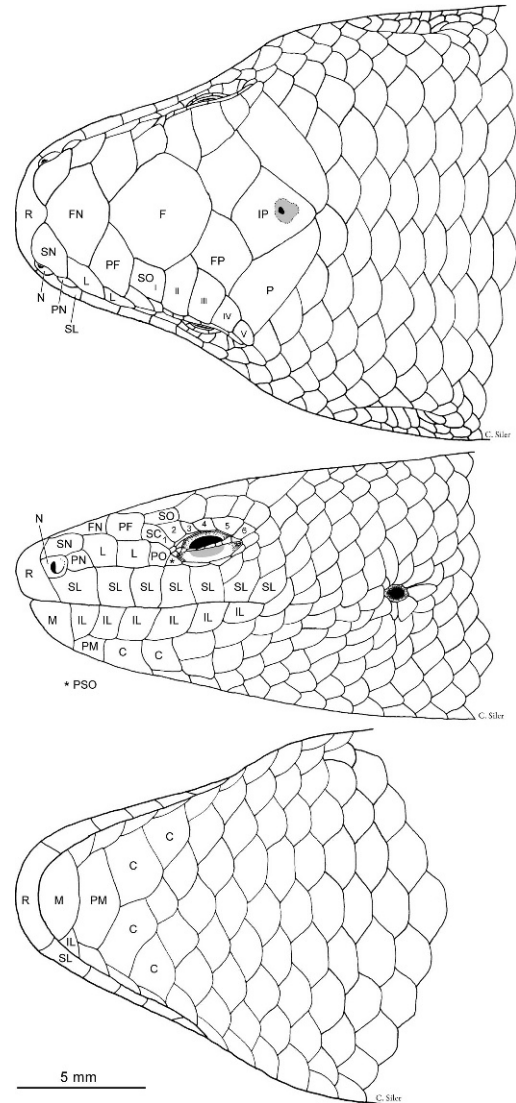 R FN F IP
SN
FP
PF SO I II III P
N PN SL L L IV V
C. Siler
N FN PF SO
SN SC 1 2 3 4 5 6
PN L L PO *
R SL SL SL SL SL SL SL
M IL IL IL IL IL IL IL
PM C C
* PSO
C. Siler
C
C
R M PM
C
IL
SL C
5 mm
C. Siler